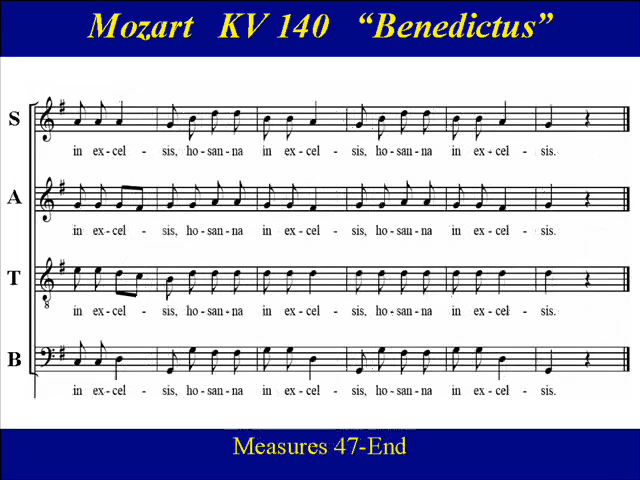 Mozart KV 140 “Benedictus”
S
in ex - cel - sis, ho - san - na in ex - cel - sis, ho - san - na in ex - cel - sis.
A
in ex - cel - sis, ho - san - na in ex - cel - sis, ho - san - na in ex - cel - sis.
T
8
in ex - cel - sis, ho - san - na in ex - cel - sis, ho - san - na in ex - cel - sis.
B
in ex - cel - sis, ho - san - na in ex - cel - sis, ho - san - na in ex - cel - sis.
Measures 47-End